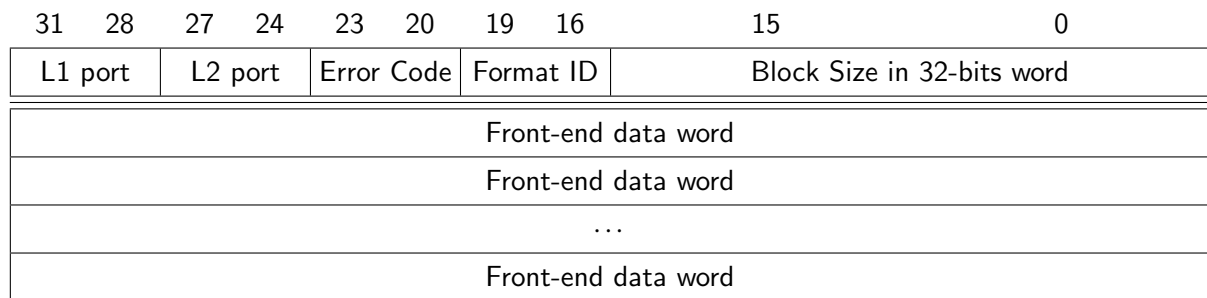 31 28 27 24 23 20 19 16 15 0
L1 port L2 port Error Code Format ID Block Size in 32-bits word
Front-end data word
Front-end data word
...
Front-end data word